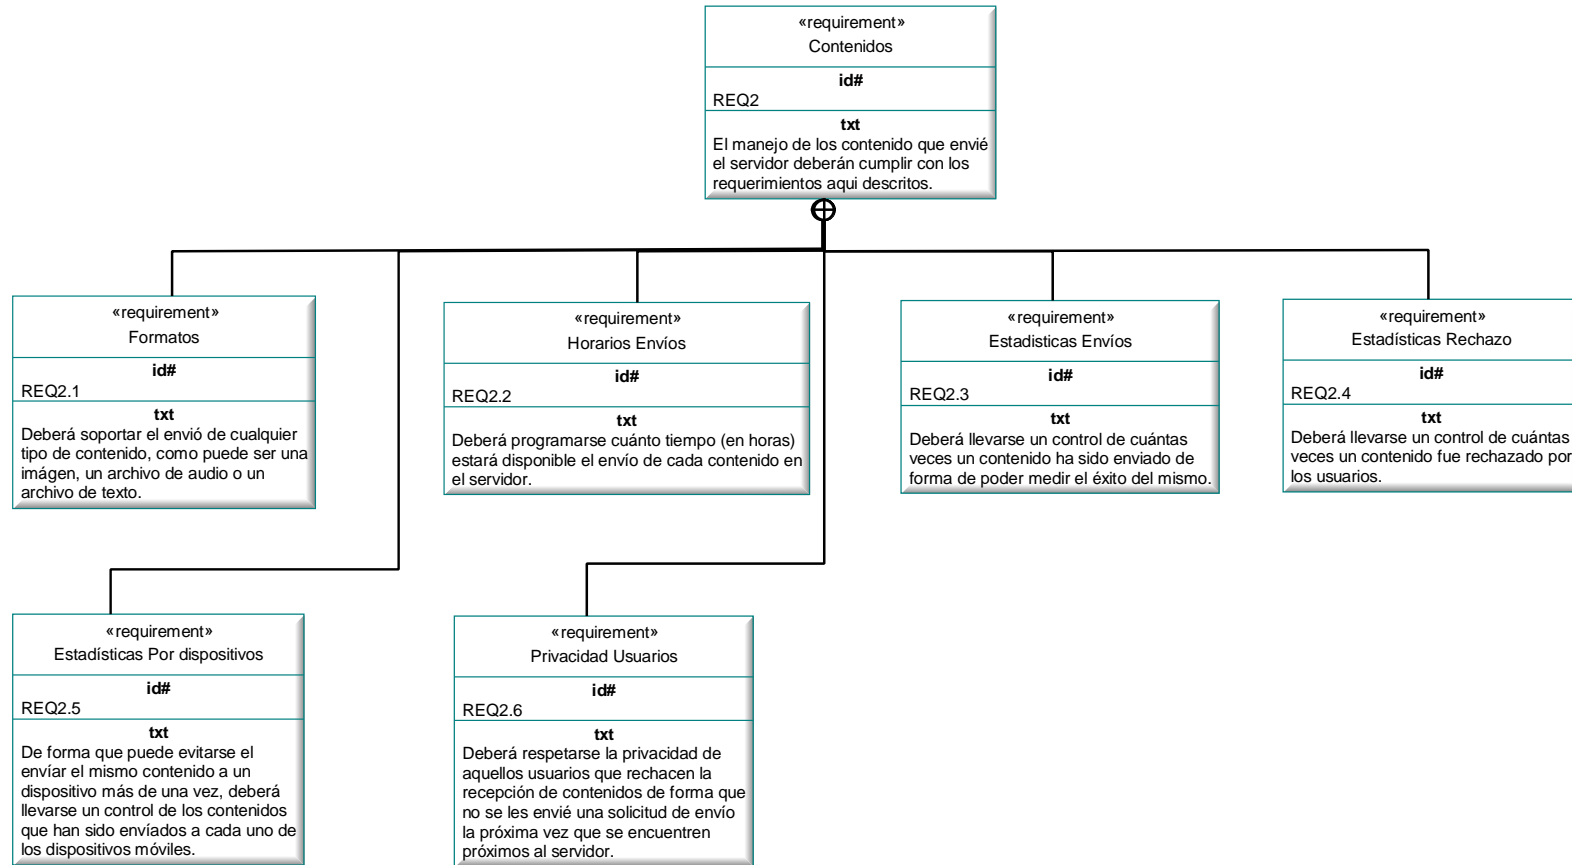 «requirement»
Contenidos
id#
REQ2
txt
El manejo de los contenido que envié
el servidor deberán cumplir con los
requerimientos aqui descritos.
«requirement»
Formatos
id#
REQ2.1
txt
Deberá soportar el envió de cualquier
tipo de contenido, como puede ser una
imágen, un archivo de audio o un
archivo de texto.
«requirement»
Horarios Envíos
id#
REQ2.2
txt
Deberá programarse cuánto tiempo (en horas)
estará disponible el envío de cada contenido en
el servidor.
«requirement»
Estadisticas Envíos
id#
REQ2.3
txt
Deberá llevarse un control de cuántas
veces un contenido ha sido enviado de
forma de poder medir el éxito del mismo.
«requirement»
Estadísticas Rechazo
id#
REQ2.4
txt
Deberá llevarse un control de cuántas
veces un contenido fue rechazado por
los usuarios.
«requirement»
Estadísticas Por dispositivos
id#
REQ2.5
txt
De forma que puede evitarse el
envíar el mismo contenido a un
dispositivo más de una vez, deberá
llevarse un control de los contenidos
que han sido envíados a cada uno de
los dispositivos móviles.
«requirement»
Privacidad Usuarios
id#
REQ2.6
txt
Deberá respetarse la privacidad de
aquellos usuarios que rechacen la
recepción de contenidos de forma que
no se les envié una solicitud de envío
la próxima vez que se encuentren
próximos al servidor.